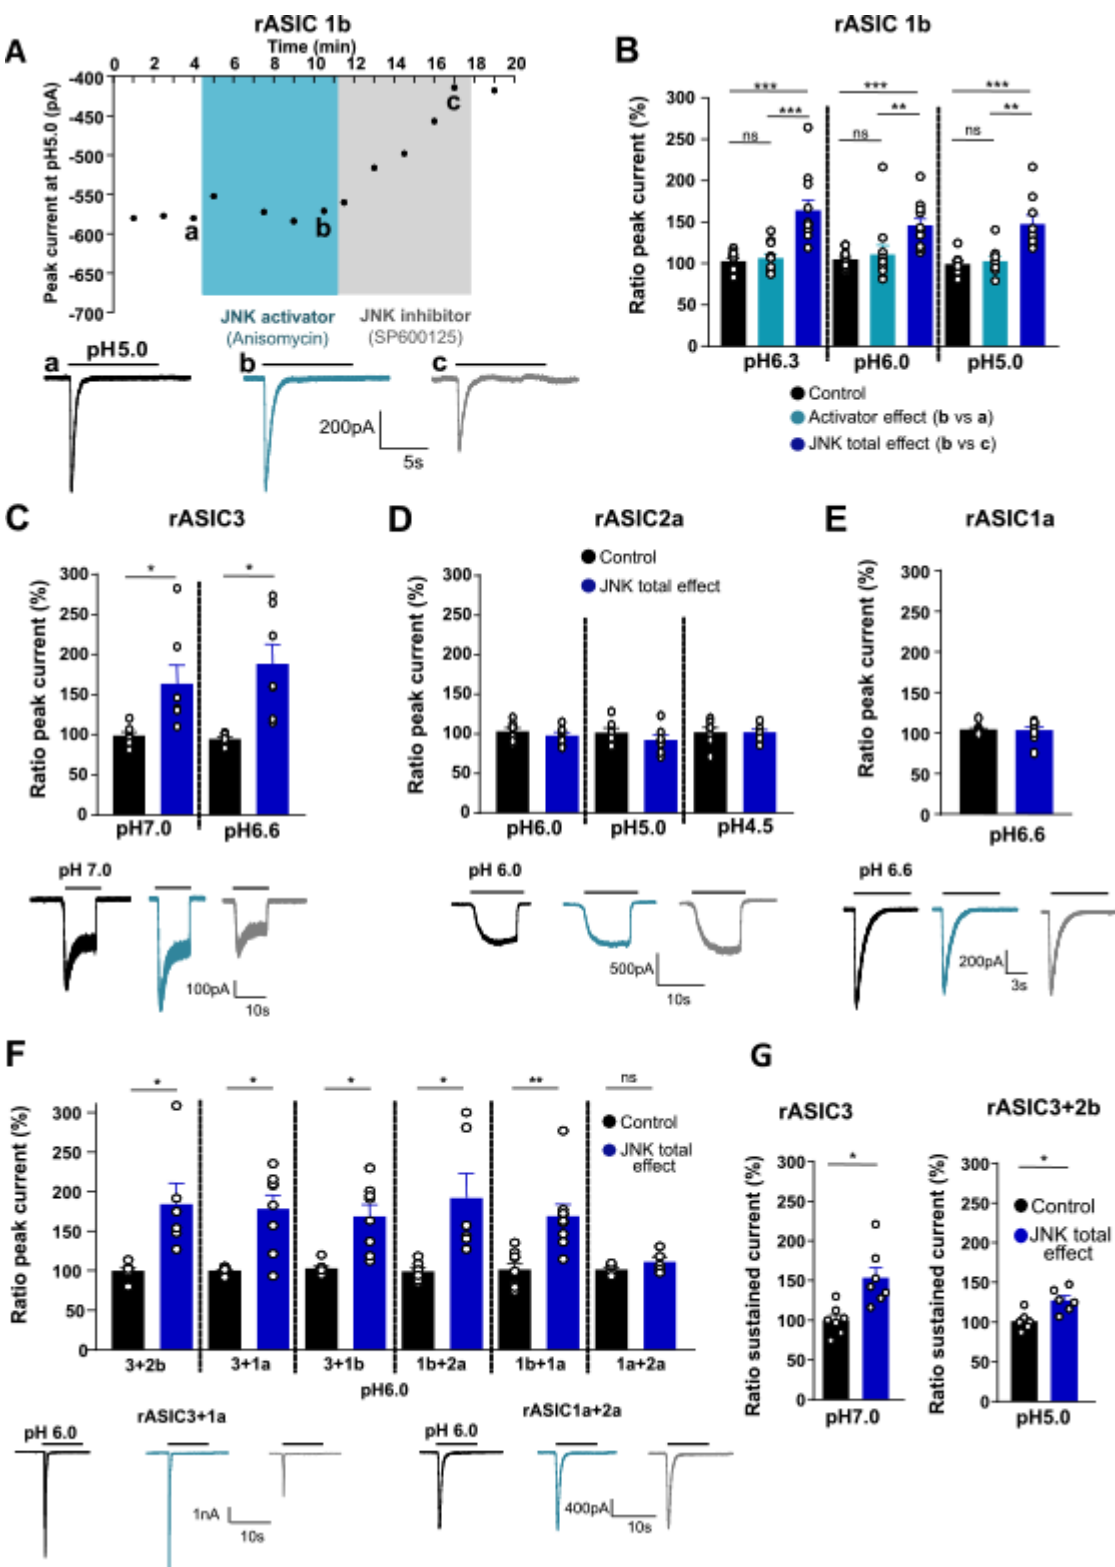 rASIC 1b
A
Time (min)
0 2 4 6 8 10 12 14 16 18 20
Peak current at pH5.0 (pA)
-400
-450
-500
-550
-600
-650
-700
a
b
c
JNK activator
(Anisomycin)
JNK inhibitor
(SP600125)
a
pH5.0
b
c
200pA
5s
rASIC 1b
B
Ratio peak current (%)
300
250
200
150
100
50
0
*** *** ***
*** ** **
ns ns ns
pH6.3 pH6.0 pH5.0
Control
Activator effect (b vs a)
JNK total effect (b vs c)
C
rASIC3
Ratio peak current (%)
300
250
200
150
100
50
0
* *
pH7.0 pH6.6
pH 7.0
100pA
10s
D
rASIC2a
Control
JNK total effect
Ratio peak current (%)
300
250
200
150
100
50
0
pH6.0 pH5.0 pH4.5
pH 6.0
500pA
10s
E
rASIC1a
Ratio peak current (%)
300
250
200
150
100
50
0
pH6.6
pH 6.6
200pA
3s
F
Ratio peak current (%)
300
250
200
150
100
50
0
* * * * ** ns
Control
JNK total
effect
3+2b 3+1a 3+1b 1b+2a 1b+1a 1a+2a
pH6.0
rASIC3+1a
pH 6.0
1nA
10s
rASIC1a+2a
pH 6.0
400pA
10s
G
rASIC3
Ratio sustained current (%)
300
250
200
150
100
50
0
*
pH7.0
rASIC3+2b
Ratio sustained current (%)
300
250
200
150
100
50
0
*
Control
JNK total
effect
pH5.0